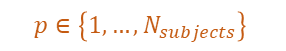 p ∈ {1, … , N_subjects}